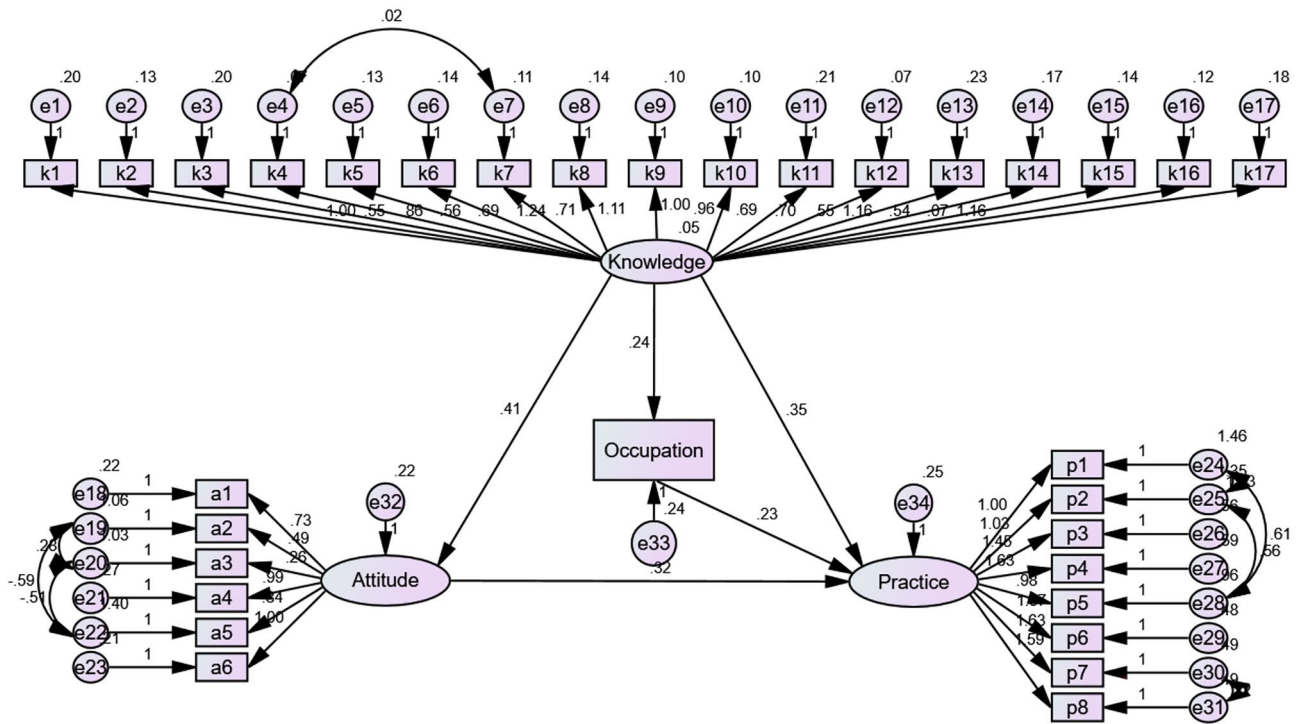 .02
.20 .13 .20 .13 .14 .11 .14 .10 .10 .21 .07 .23 .17 .14 .12 .18
e1 e2 e3 e4 e5 e6 e7 e8 e9 e10 e11 e12 e13 e14 e15 e16 e17
1 1 1 1 1 1 1 1 1 1 1 1 1 1 1 1 1
k1 k2 k3 k4 k5 k6 k7 k8 k9 k10 k11 k12 k13 k14 k15 k16 k17
1.00 .55 .86 .56 .69 1.24 .71 1.11 1.00 .96 .69 .70 .55 1.16 .54 .07 1.16
.05
Knowledge
.24
.41 .35
Occupation
1
.24
e33
.23
.32
.22
e32
1
Attitude
.25
e34
1
Practice
.22
e18 1 a1
.06
e19 1 a2
.03
e20 1 a3
e21 1 a4
.40
e22 1 a5
e23 1 a6
.28
-.59
-.51
.73
.49
.26
.99
1.00
1.46
p1 1 e24
p2 1 e25
p3 1 e26
p4 1 e27
p5 1 e28
p6 1 e29
p7 1 e30
p8 1 e31
.61
.56
1.00
1.03
1.45
1.63
.98
1.63
1.59